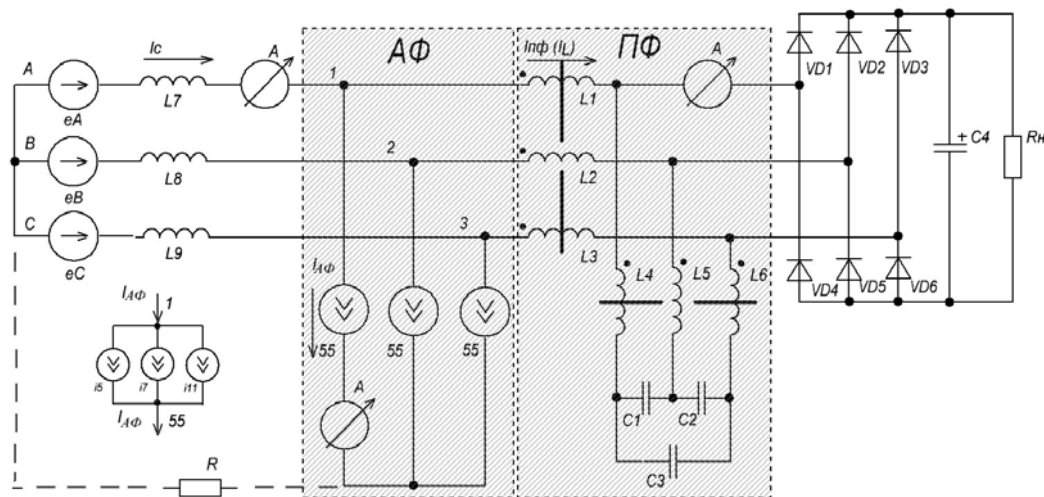 Ic
A
АФ
Iпф (iL)
ПФ
A
VD1
VD2
VD3
A
eA
L7
1
L1
+ C4
Rн
B
eB
L8
2
L2
C
eC
L9
3
L3
L4
L5
L6
VD4
VD5
VD6
IАФ
1
i5
i7
i11
IАФ
55
IАФ
55
55
55
A
C1
C2
C3
R